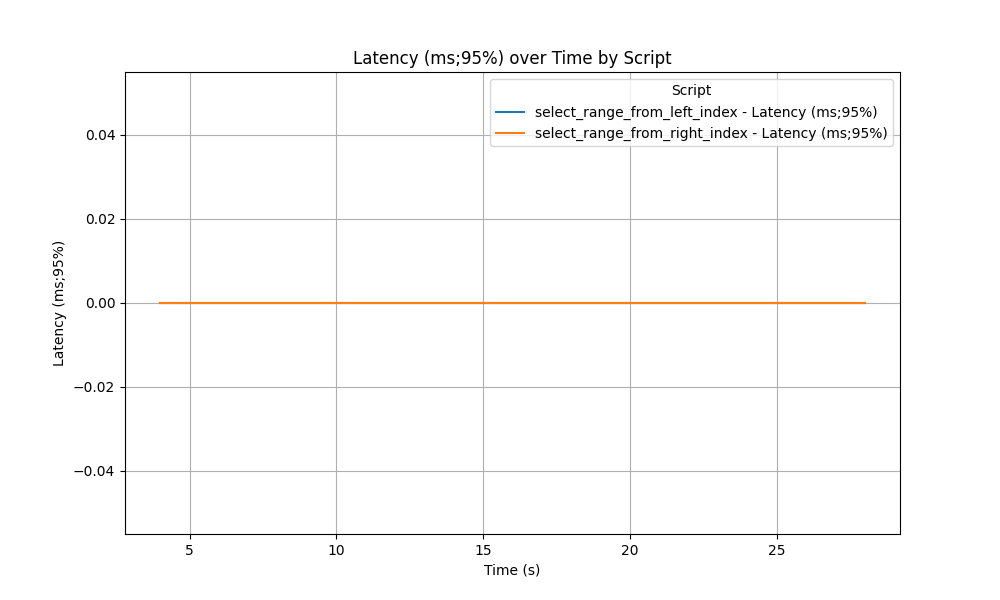 Latency (ms;95%) over Time by Script
Script
select_range_from_left_index - Latency (ms;95%)
select_range_from_right_index - Latency (ms;95%)
Latency (ms;95%)
0.04
0.02
0.00
−0.02
−0.04
5 10 15 20 25
Time (s)